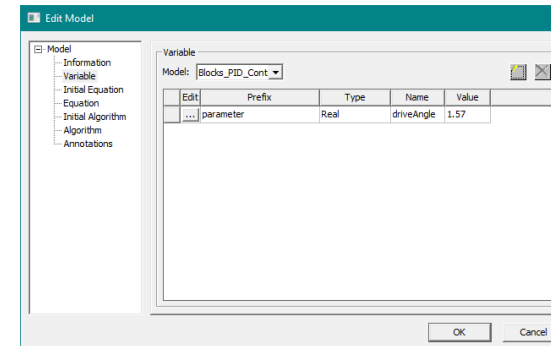 Edit Model
Model
Information
Variable
Initial Equation
Equation
Initial Algorithm
Algorithm
Annotations
Variable
Model: Blocks_PID_Cont
Edit Prefix Type Name Value
... parameter Real driveAngle 1.57
OK Cancel